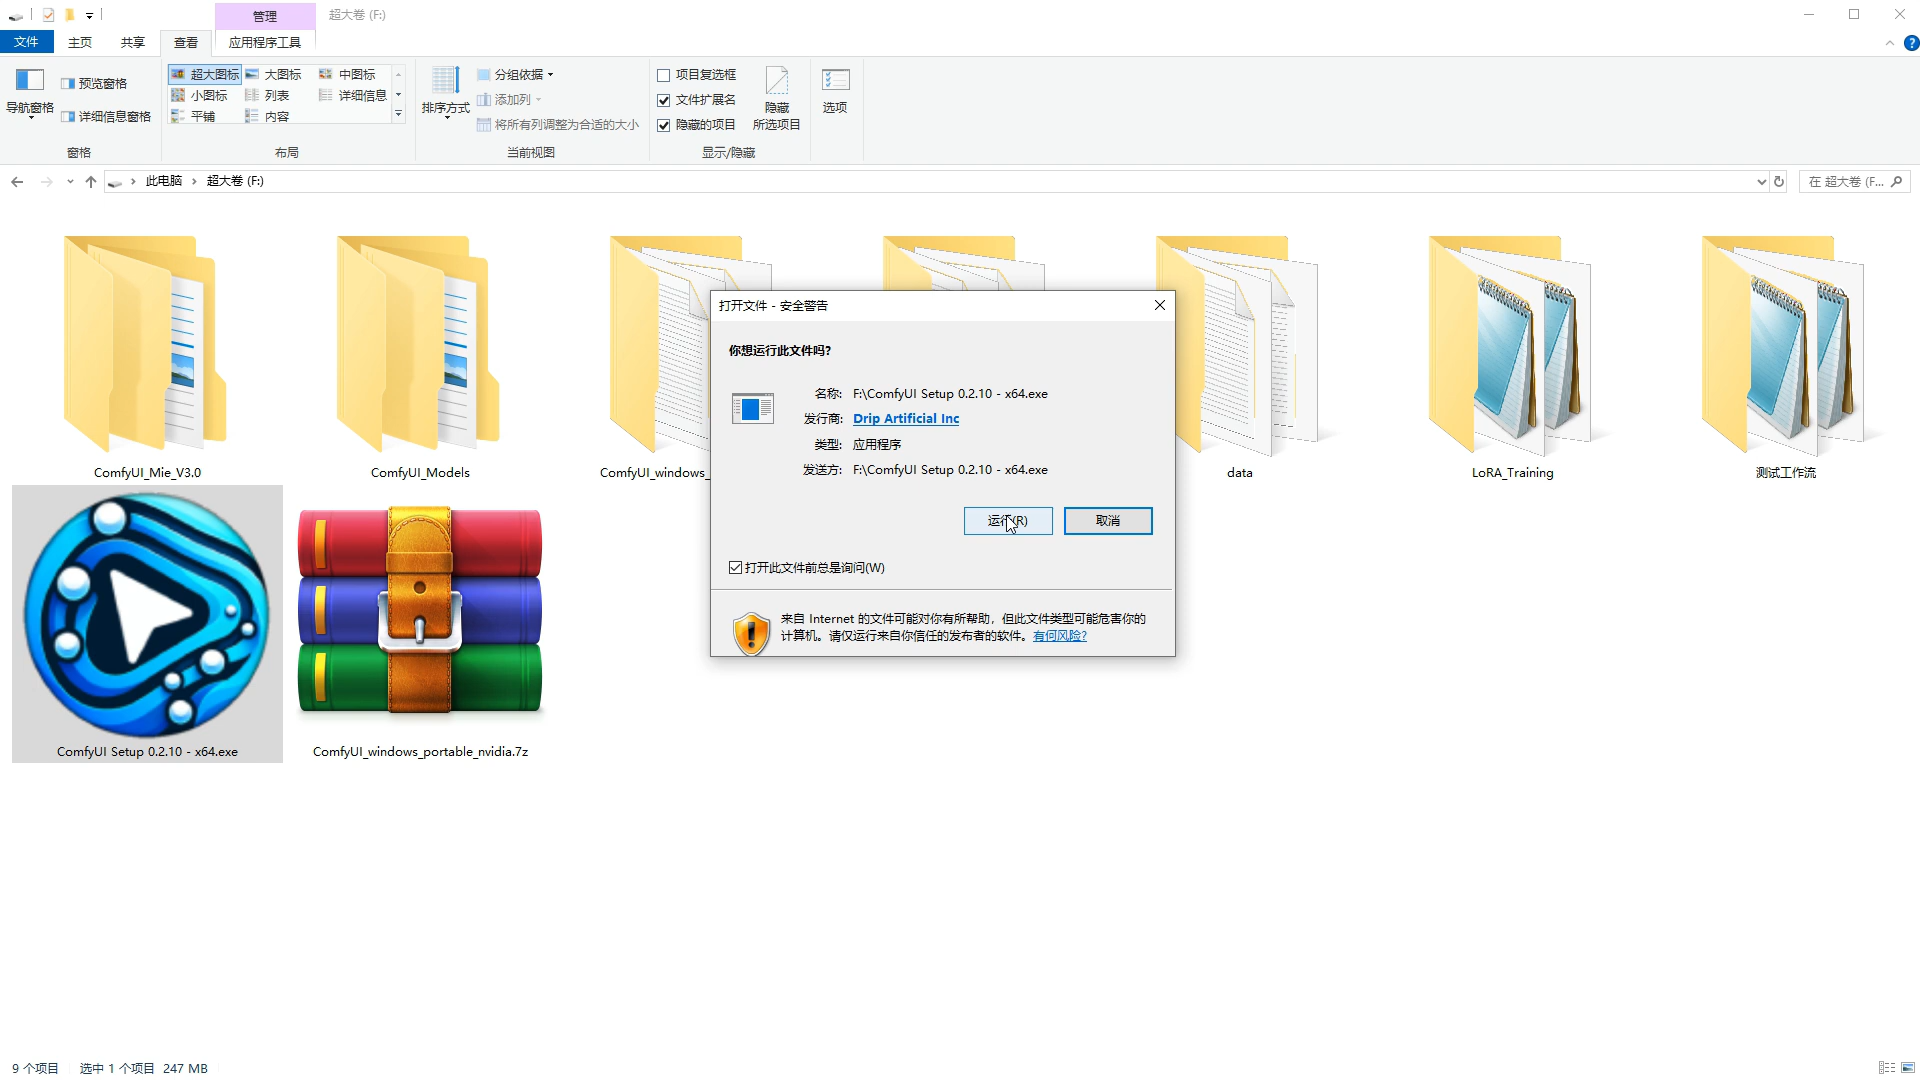 管理
超大卷 (F:)
文件
主页
共享
查看
应用程序工具
导航窗格
预览窗格
详细信息窗格
窗格
超大图标
大图标
中图标
小图标
列表
详细信息
平铺
内容
布局
排序方式
分组依据
添加列
将所有列调整为合适的大小
当前视图
项目复选框
文件扩展名
隐藏的项目
隐藏
所选项目
显示/隐藏
选项
此电脑
超大卷 (F:)
在 超大卷 (F...
ComfyUI_Mie_V3.0
ComfyUI_Models
ComfyUI_windows_
data
LoRA_Training
测试工作流
ComfyUI Setup 0.2.10 - x64.exe
ComfyUI_windows_portable_nvidia.7z
打开文件 - 安全警告
你想运行此文件吗?
名称: F:\ComfyUI Setup 0.2.10 - x64.exe
发行商: Drip Artificial Inc
类型: 应用程序
发送方: F:\ComfyUI Setup 0.2.10 - x64.exe
运行(R)
取消
打开此文件前总是询问(W)
来自 Internet 的文件可能对你有所帮助，但此文件类型可能危害你的
计算机。请仅运行来自你信任的发布者的软件。有何风险?
9 个项目
选中 1 个项目 247 MB